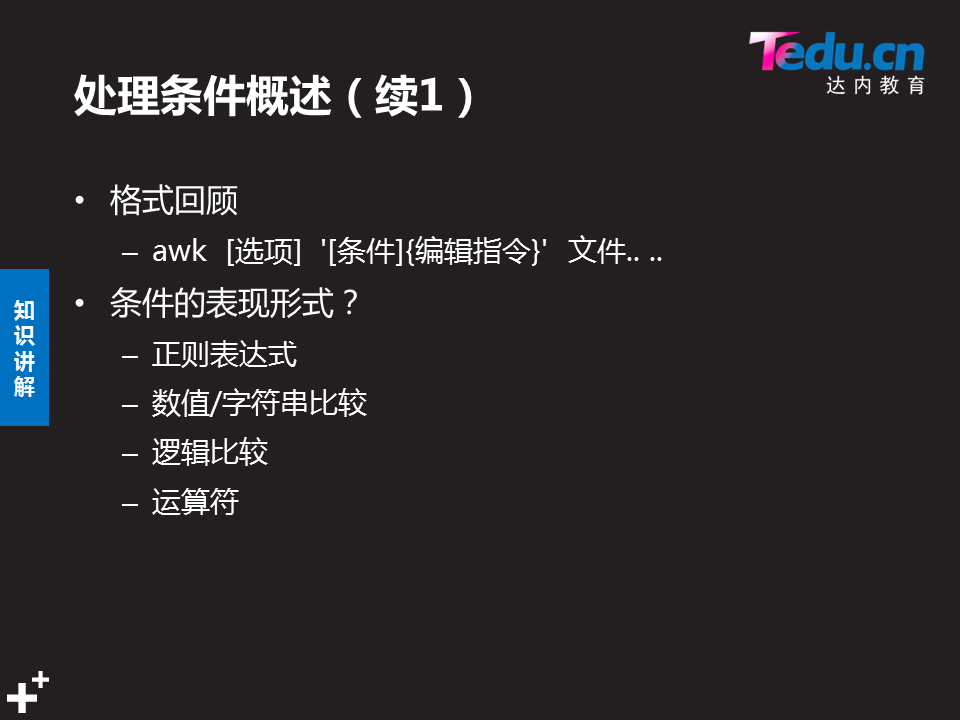 Tedu.cn
达内教育
处理条件概述（续1）
• 格式回顾
– awk [选项] '[条件]{编辑指令}' 文件.. ..
• 条件的表现形式？
– 正则表达式
– 数值/字符串比较
– 逻辑比较
– 运算符
知
识
讲
解